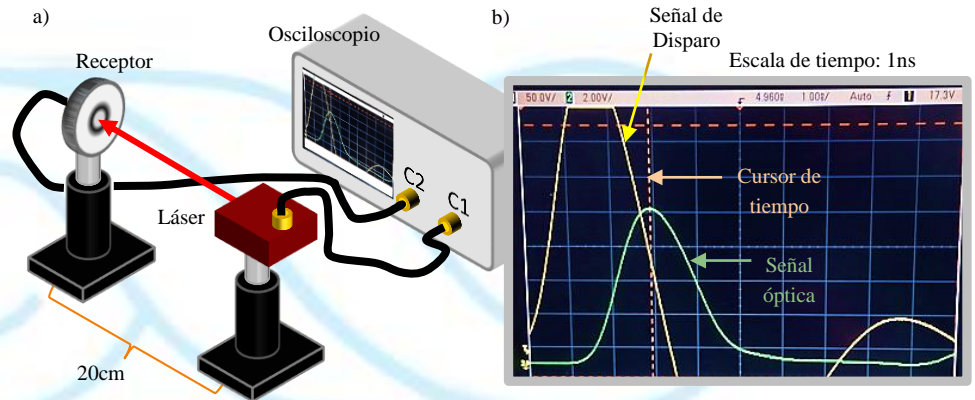 a)
Osciloscopio
Receptor
C2
C1
Láser
20cm
b)
Señal de
Disparo
Escala de tiempo: 1ns
50.0V/ 2 2.00V/ 4.960s 1.00s/ Auto 1 17.3V
Cursor de
tiempo
Señal
óptica